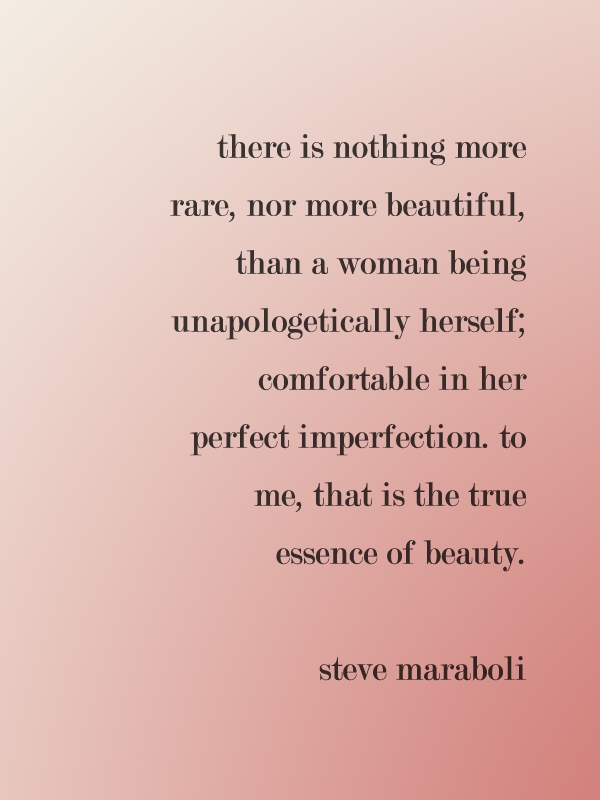 there is nothing more
rare, nor more beautiful,
than a woman being
unapologetically herself;
comfortable in her
perfect imperfection. to
me, that is the true
essence of beauty.
steve maraboli